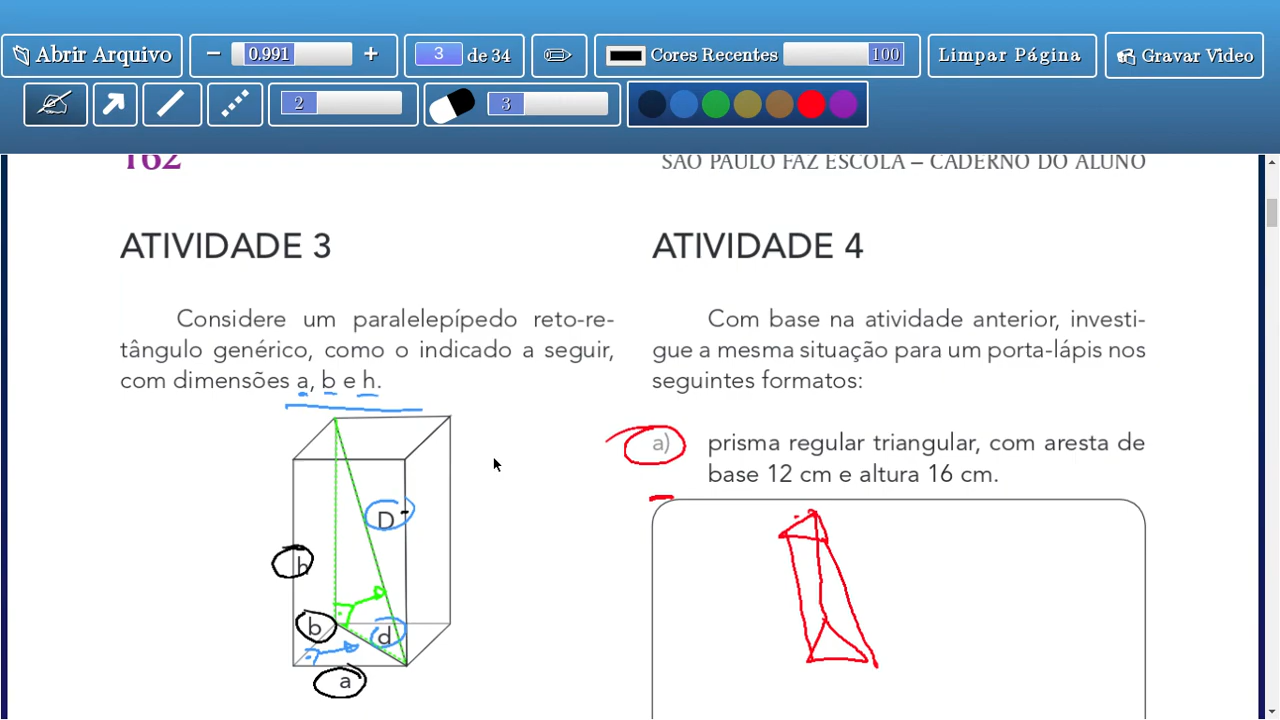 Abrir Arquivo
− 0.991 +
3 de 34
Cores Recentes 100
Limpar Página
Gravar Video
2
3
162
SÃO PAULO FAZ ESCOLA – CADERNO DO ALUNO
ATIVIDADE 3
Considere um paralelepípedo reto-re-
tângulo genérico, como o indicado a seguir,
com dimensões a, b e h.
D
h
b
d
a
ATIVIDADE 4
Com base na atividade anterior, investi-
gue a mesma situação para um porta-lápis nos
seguintes formatos:
a) prisma regular triangular, com aresta de
base 12 cm e altura 16 cm.